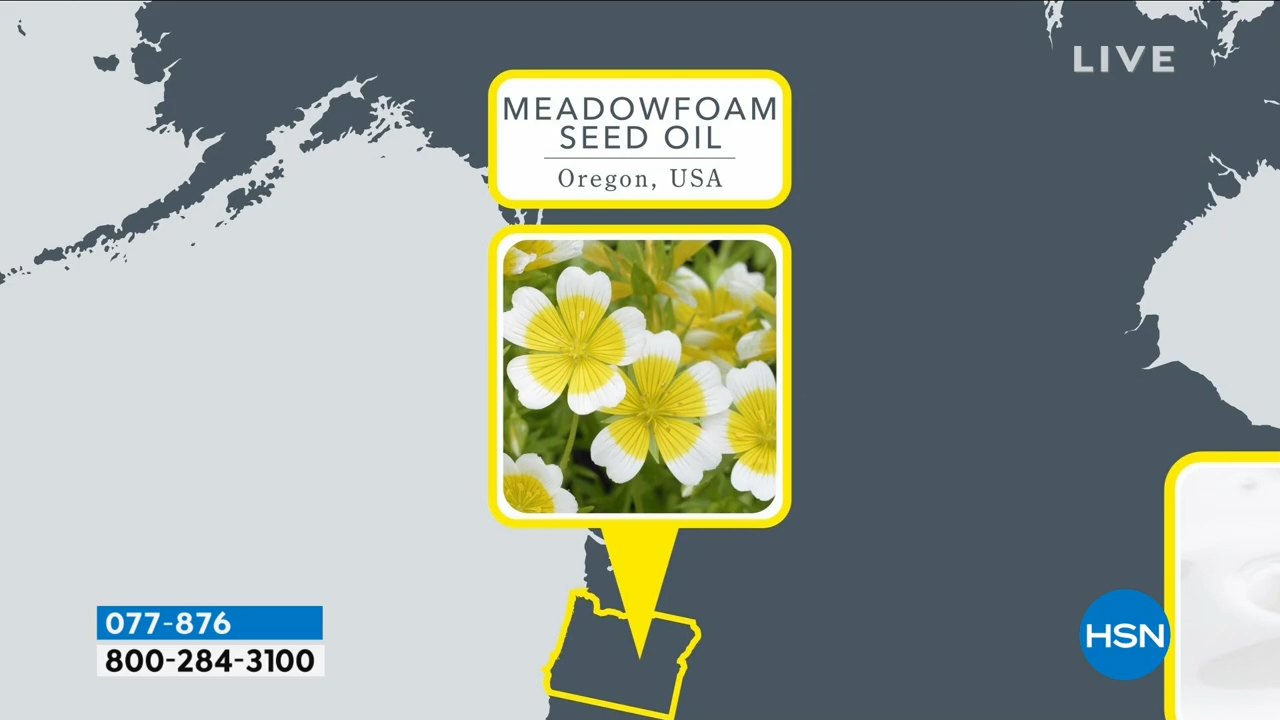 LIVE
MEADOWFOAM
SEED OIL
Oregon, USA
077-876
800-284-3100
HSN